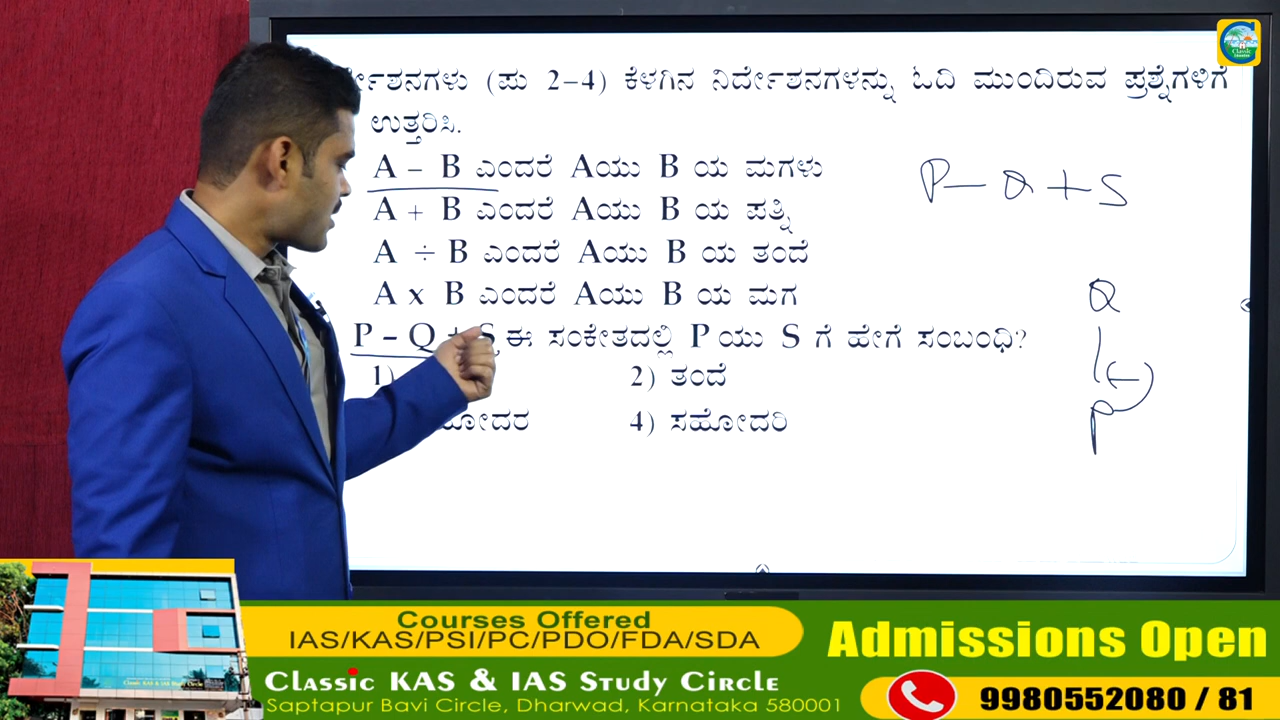 (ಪು 2-4) ಕೆಳಗಿನ ನಿರ್ದೇಶನಗಳನ್ನು ಓದಿ ಮುಂದಿರುವ ಪ್ರಶ್ನೆಗಳಿಗೆ
ಉತ್ತರಿಸಿ.
A – B ಎಂದರೆ Aಯು B ಯ ಮಗಳು
A + B ಎಂದರೆ Aಯು B ಯ ಪತ್ನಿ
A ÷ B ಎಂದರೆ Aಯು B ಯ ತಂದೆ
A x B ಎಂದರೆ Aಯು B ಯ ಮಗ
P – Q + S ಈ ಸಂಕೇತದಲ್ಲಿ P ಯು S ಗೆ ಹೇಗೆ ಸಂಬಂಧಿ?
1) 2) ತಂದೆ
4) ಸಹೋದರಿ
P – Q + S
Q
P
Classic
Courses Offered
IAS/KAS/PSI/PC/PDO/FDA/SDA
Classic KAS & IAS Study Circle
Saptapur Bavi Circle, Dharwad, Karnataka 580001
Admissions Open
9980552080 / 81